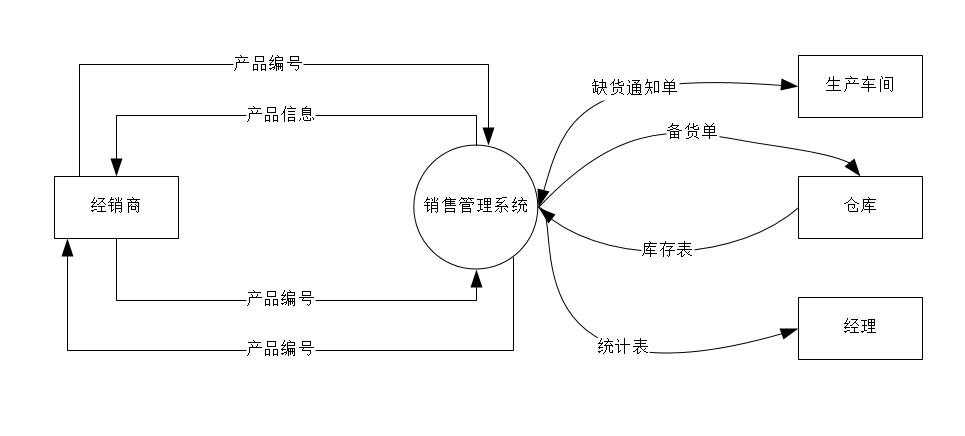 产品编号
产品信息
缺货通知单
生产车间
备货单
经销商
销售管理系统
仓库
库存表
产品编号
产品编号
统计表
经理